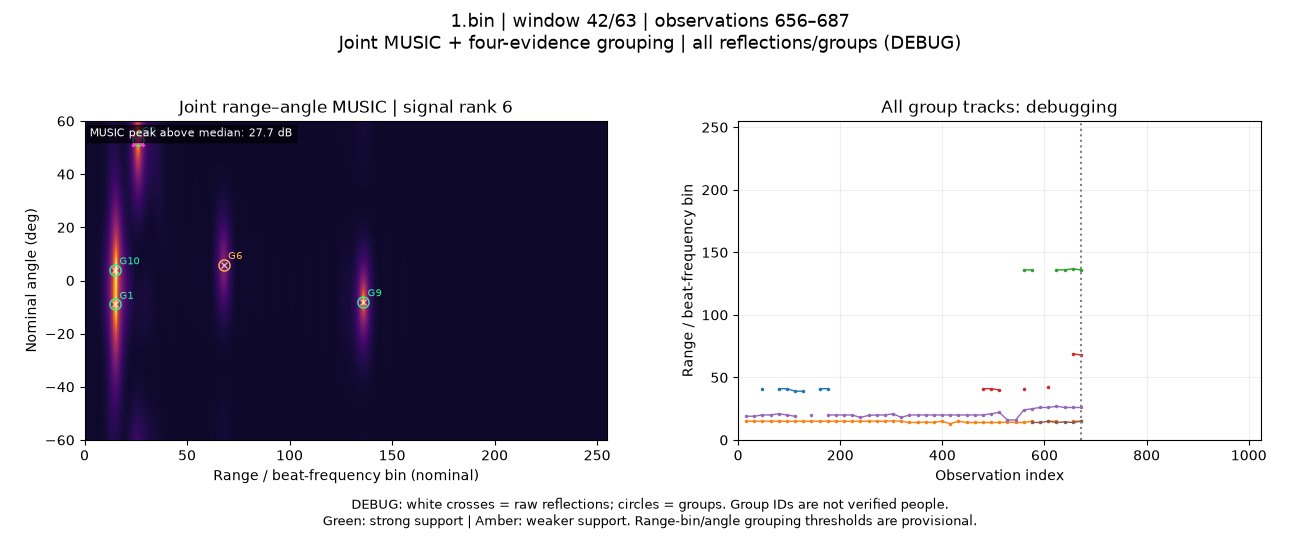 1.bin | window 42/63 | observations 656–687
Joint MUSIC + four-evidence grouping | all reflections/groups (DEBUG)
Joint range–angle MUSIC | signal rank 6
MUSIC peak above median: 27.7 dB
Nominal angle (deg)
60
40
20
0
−20
−40
−60
G10
G1
G6
G9
0
50
100
150
200
250
Range / beat-frequency bin (nominal)
All group tracks: debugging
Range / beat-frequency bin
250
200
150
100
50
0
0
200
400
600
800
1000
Observation index
DEBUG: white crosses = raw reflections; circles = groups. Group IDs are not verified people.
Green: strong support | Amber: weaker support. Range-bin/angle grouping thresholds are provisional.